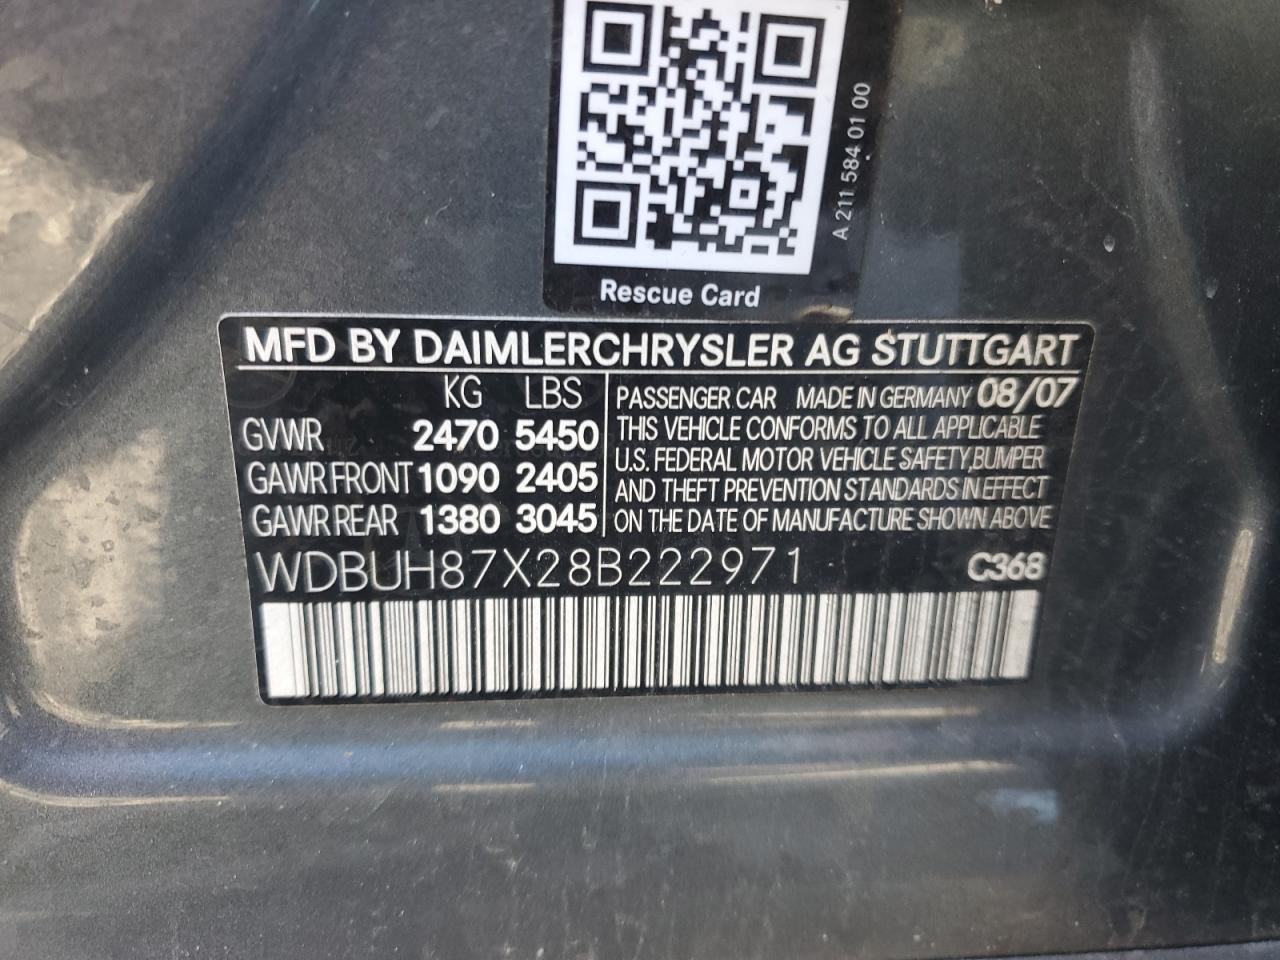 A 211 584 01 00
Rescue Card
MFD BY DAIMLERCHRYSLER AG STUTTGART
KG LBS
GVWR 2470 5450
GAWR FRONT 1090 2405
GAWR REAR 1380 3045
PASSENGER CAR MADE IN GERMANY 08/07
THIS VEHICLE CONFORMS TO ALL APPLICABLE
U.S. FEDERAL MOTOR VEHICLE SAFETY,BUMPER
AND THEFT PREVENTION STANDARDS IN EFFECT
ON THE DATE OF MANUFACTURE SHOWN ABOVE
WDBUH87X28B222971 C368